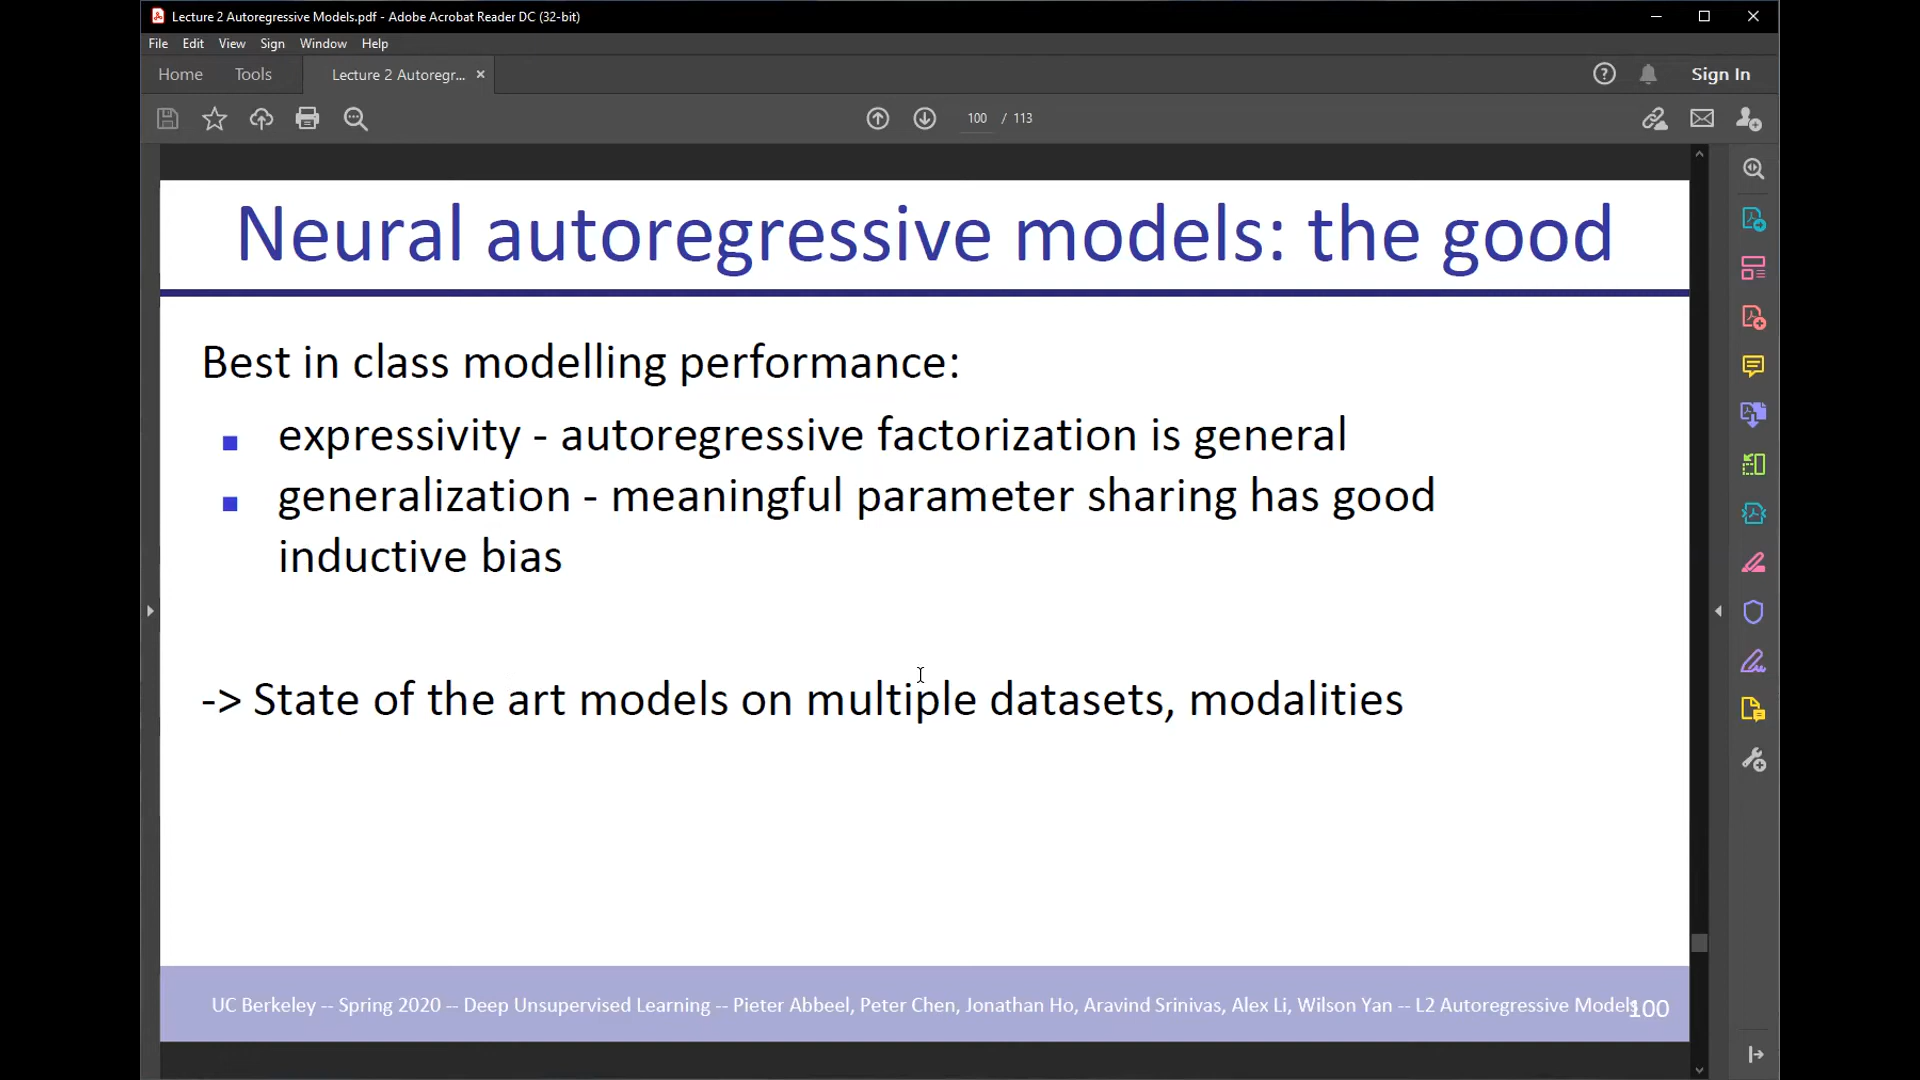 Lecture 2 Autoregressive Models.pdf - Adobe Acrobat Reader DC (32-bit)
File Edit View Sign Window Help
Home Tools Lecture 2 Autoregr... × Sign In
100 / 113
Neural autoregressive models: the good
Best in class modelling performance:
▪ expressivity - autoregressive factorization is general
▪ generalization - meaningful parameter sharing has good
inductive bias
-> State of the art models on multiple datasets, modalities
UC Berkeley -- Spring 2020 -- Deep Unsupervised Learning -- Pieter Abbeel, Peter Chen, Jonathan Ho, Aravind Srinivas, Alex Li, Wilson Yan -- L2 Autoregressive Models 100